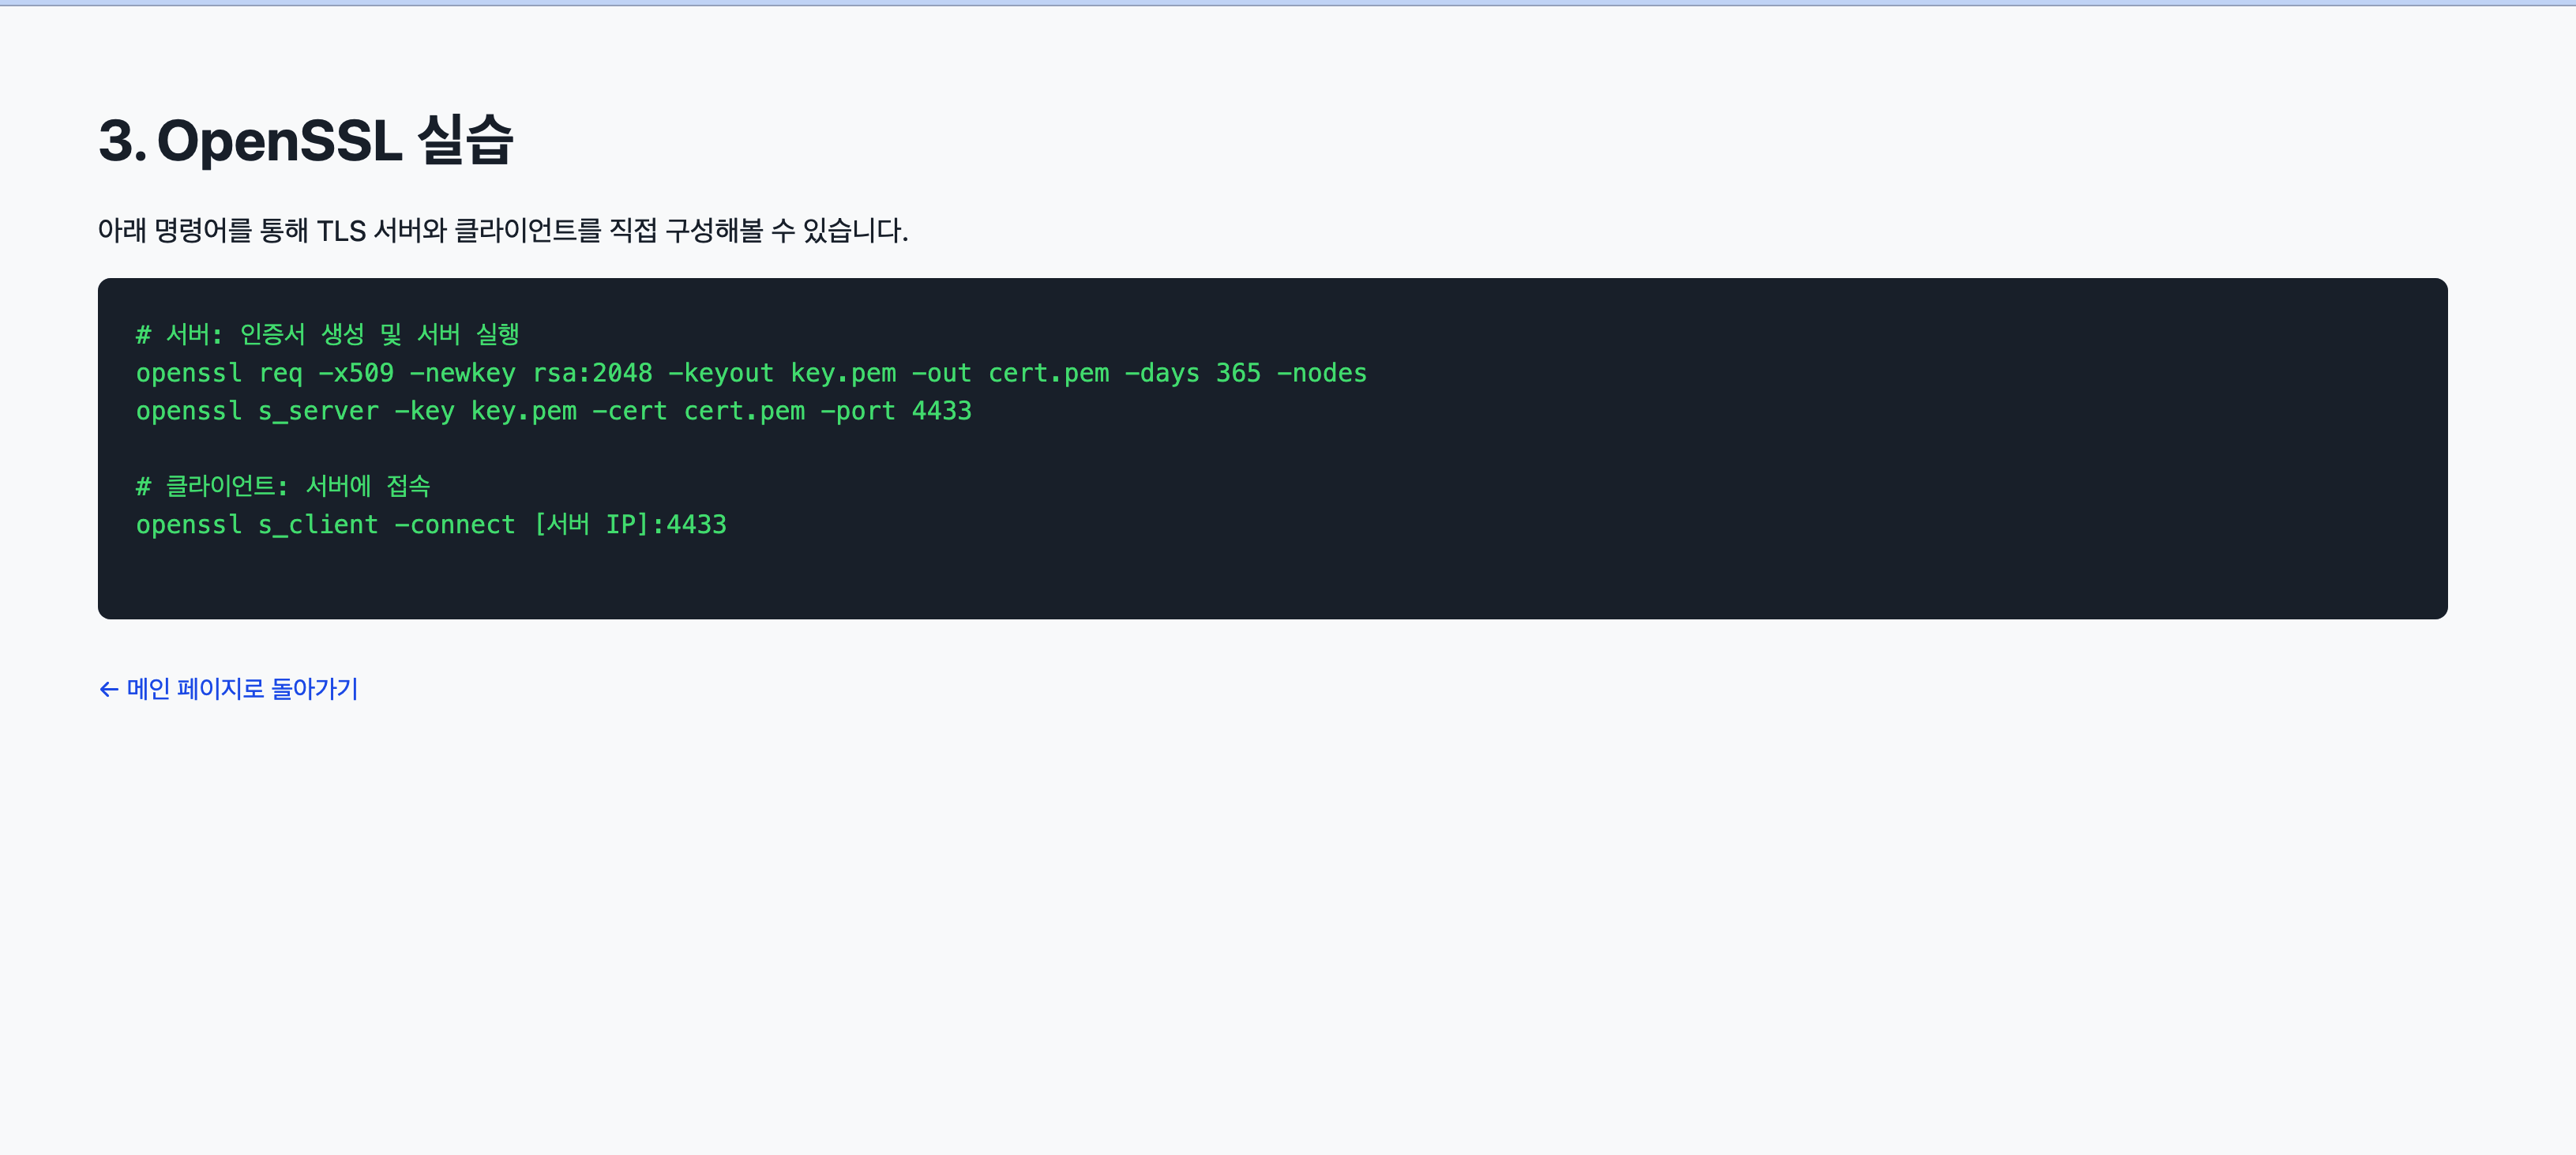 3. OpenSSL 실습
아래 명령어를 통해 TLS 서버와 클라이언트를 직접 구성해볼 수 있습니다.
# 서버: 인증서 생성 및 서버 실행
openssl req -x509 -newkey rsa:2048 -keyout key.pem -out cert.pem -days 365 -nodes
openssl s_server -key key.pem -cert cert.pem -port 4433
# 클라이언트: 서버에 접속
openssl s_client -connect [서버 IP]:4433
← 메인 페이지로 돌아가기